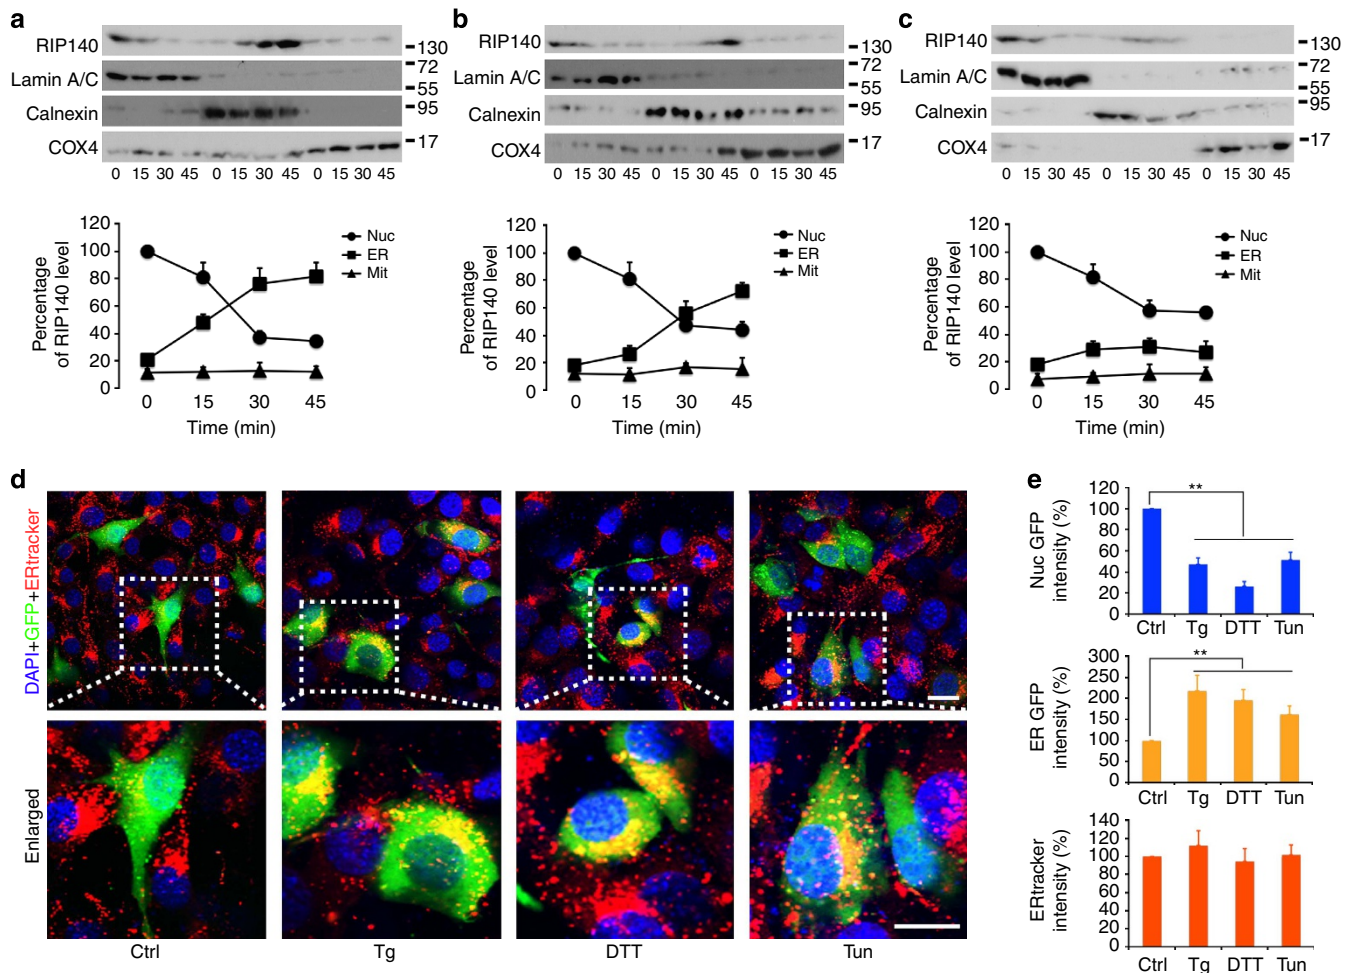 a
RIP140
130
Lamin A/C
72
55
Calnexin
95
COX4
17
0 15 30 45 0 15 30 45 0 15 30 45
Percentage of RIP140 level
120
100
80
60
40
20
0
Nuc
ER
Mit
0 15 30 45
Time (min)
b
RIP140
130
Lamin A/C
72
55
Calnexin
95
COX4
17
0 15 30 45 0 15 30 45 0 15 30 45
Percentage of RIP140 level
120
100
80
60
40
20
0
Nuc
ER
Mit
0 15 30 45
Time (min)
c
RIP140
130
Lamin A/C
72
55
Calnexin
95
COX4
17
0 15 30 45 0 15 30 45 0 15 30 45
Percentage of RIP140 level
120
100
80
60
40
20
0
Nuc
ER
Mit
0 15 30 45
Time (min)
d
DAPI+GFP+ERtracker
Enlarged
Ctrl Tg DTT Tun
e
Nuc GFP intensity (%)
120
100
80
60
40
20
0
**
Ctrl Tg DTT Tun
ER GFP intensity (%)
300
250
200
150
100
50
0
**
Ctrl Tg DTT Tun
ERtracker intensity (%)
140
120
100
80
60
40
20
0
Ctrl Tg DTT Tun